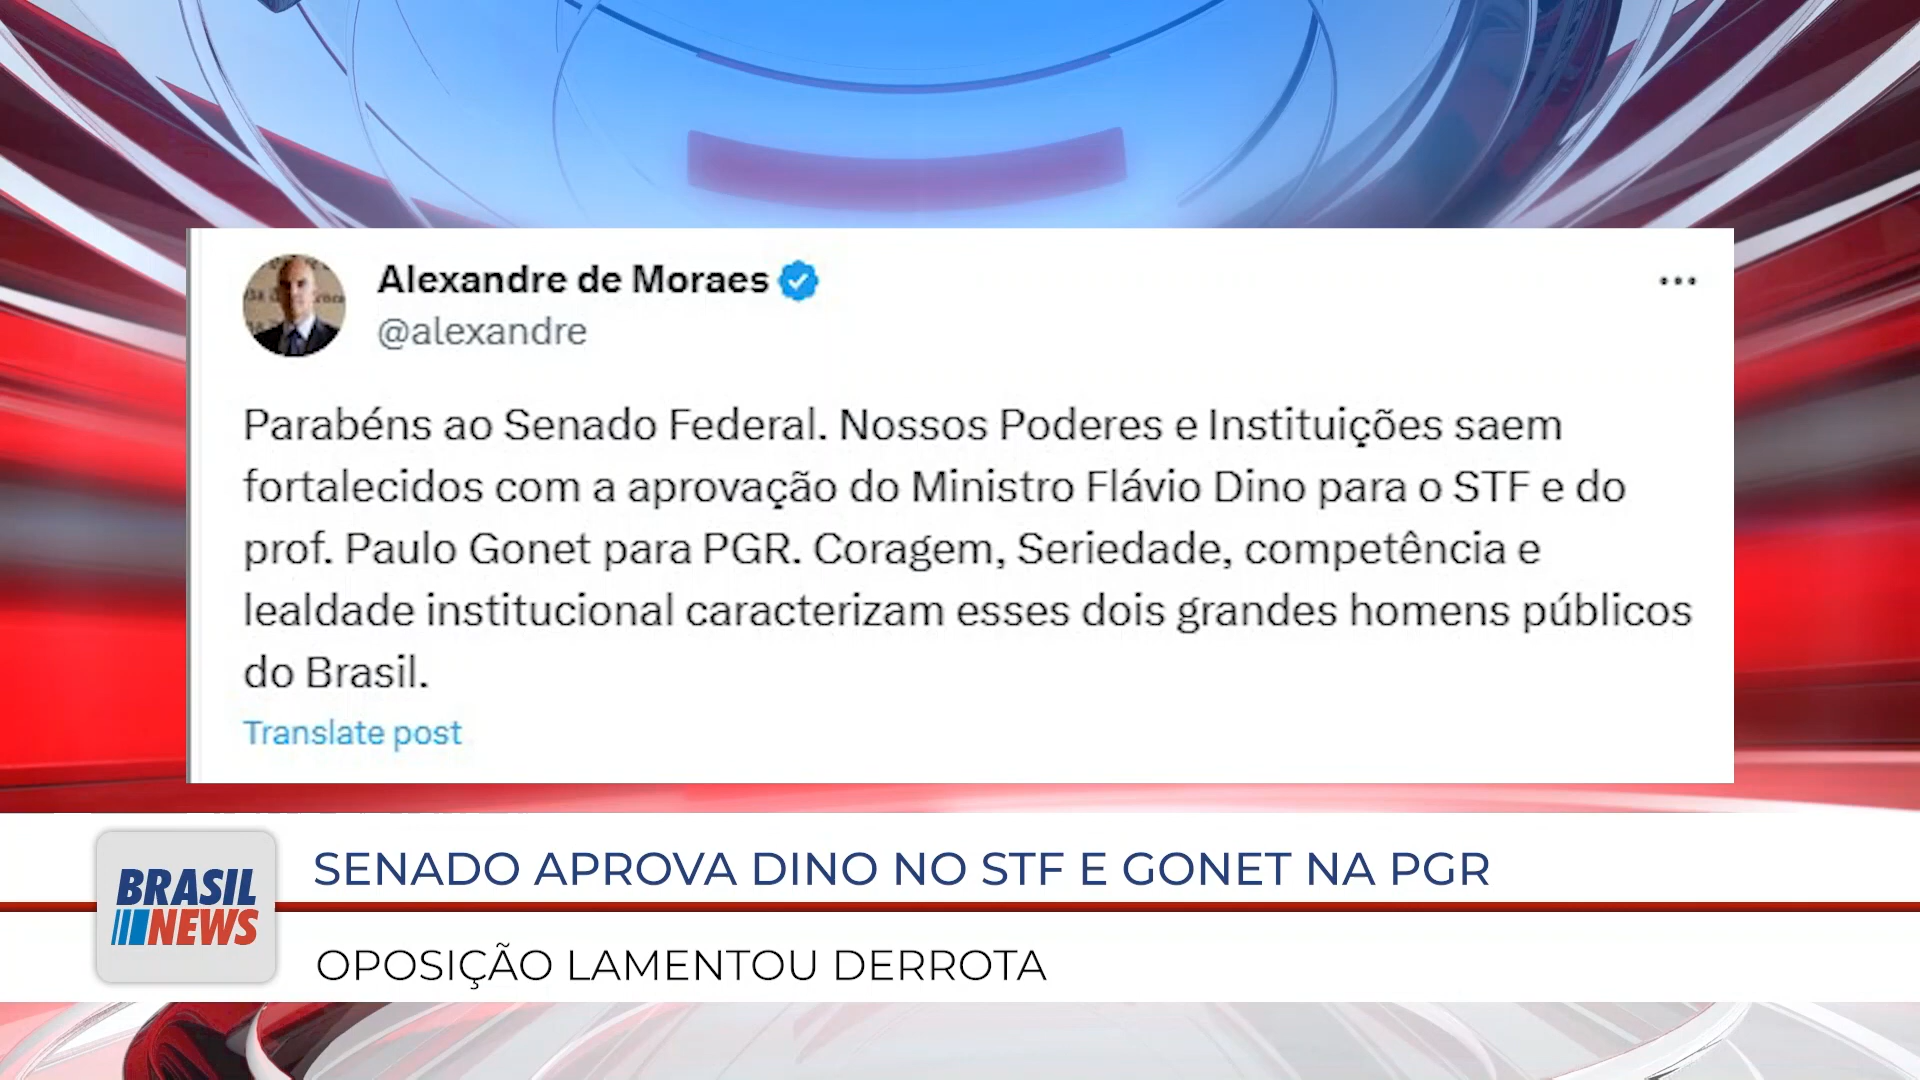 Alexandre de Moraes
@alexandre
Parabéns ao Senado Federal. Nossos Poderes e Instituições saem
fortalecidos com a aprovação do Ministro Flávio Dino para o STF e do
prof. Paulo Gonet para PGR. Coragem, Seriedade, competência e
lealdade institucional caracterizam esses dois grandes homens públicos
do Brasil.
Translate post
SENADO APROVA DINO NO STF E GONET NA PGR
BRASIL
NEWS
OPOSIÇÃO LAMENTOU DERROTA